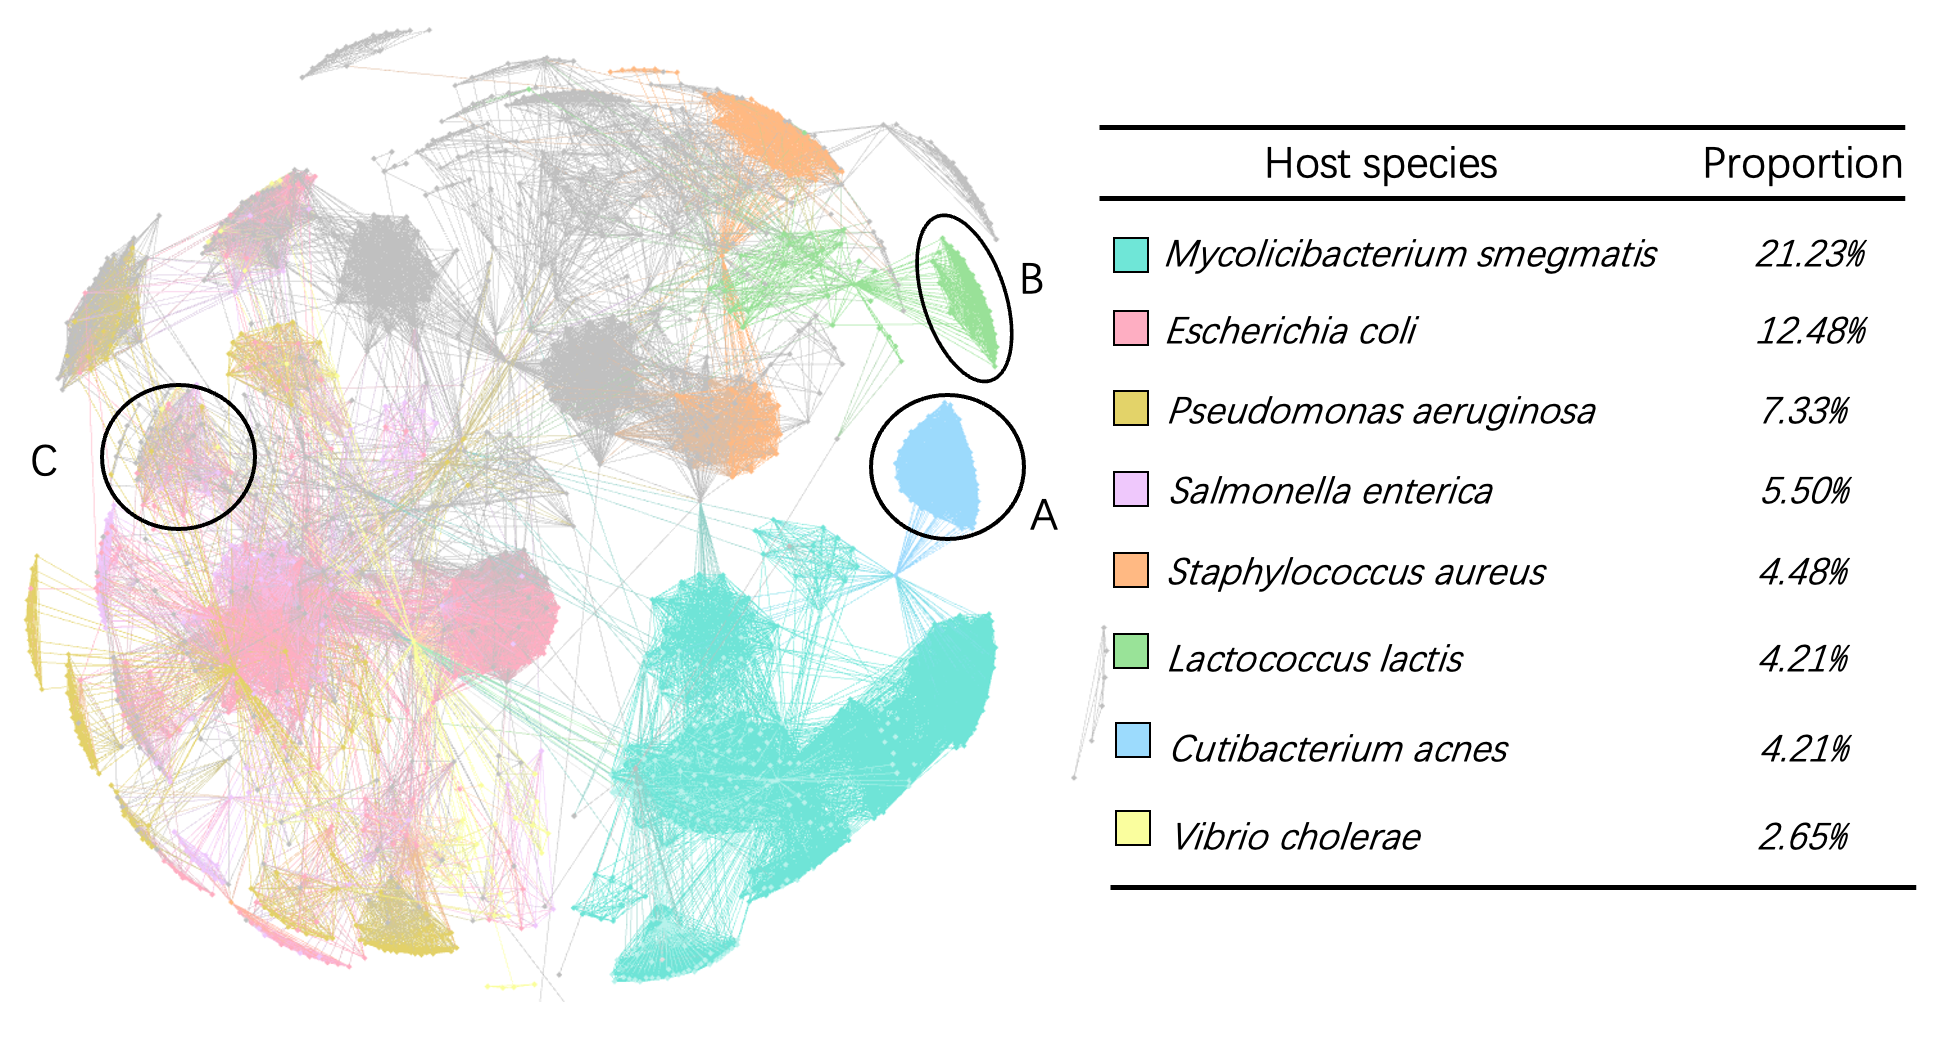 Host species Proportion
Mycolicibacterium smegmatis 21.23%
Escherichia coli 12.48%
Pseudomonas aeruginosa 7.33%
Salmonella enterica 5.50%
Staphylococcus aureus 4.48%
Lactococcus lactis 4.21%
Cutibacterium acnes 4.21%
Vibrio cholerae 2.65%
B
C
A